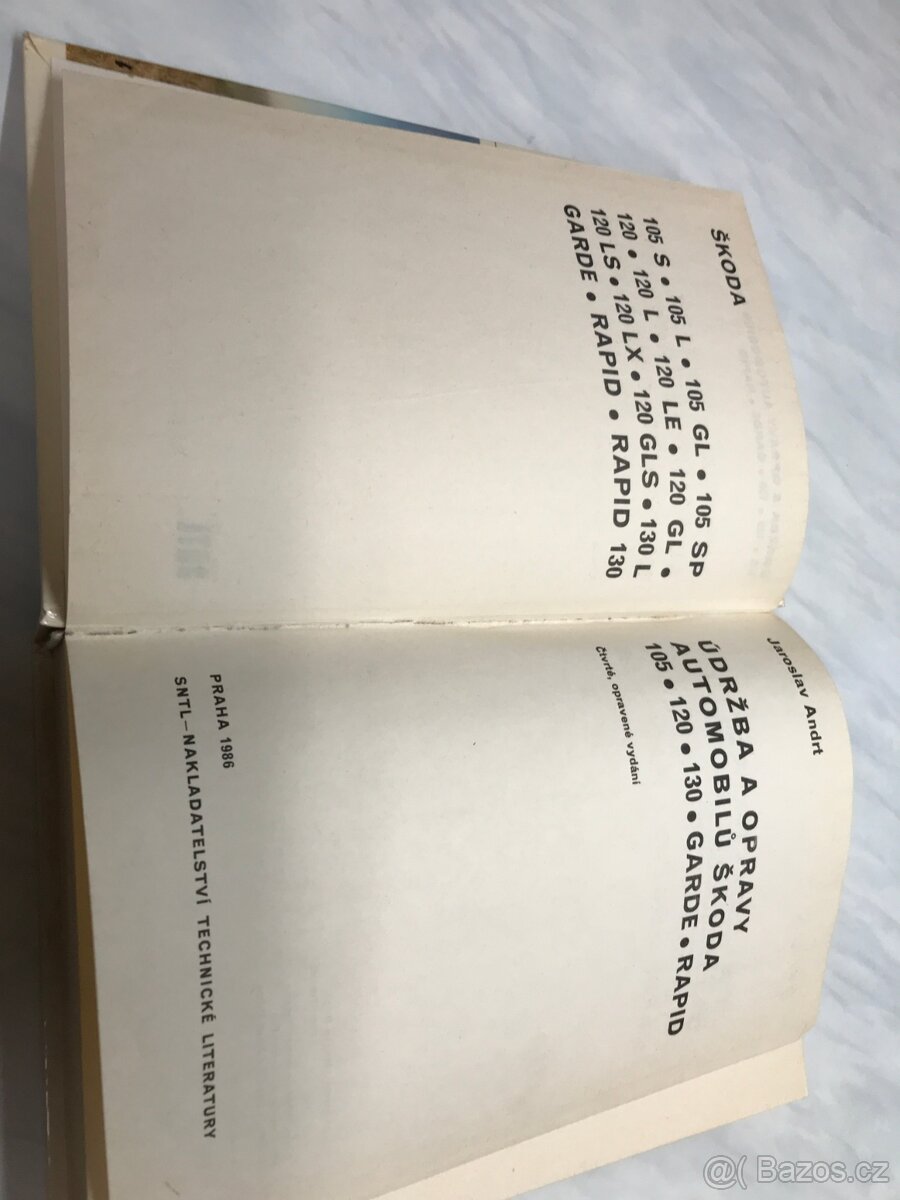 ŠKODA
105 S • 105 L • 105 GL • 105 SP
120 • 120 L • 120 LE • 120 GL •
120 LS • 120 LX • 120 GLS • 130 L
GARDE • RAPID • RAPID 130
Jaroslav Andrt
ÚDRŽBA A OPRAVY
AUTOMOBILŮ ŠKODA
105 • 120 • 130 • GARDE • RAPID
čtvrté, opravené vydání
PRAHA 1986
SNTL—NAKLADATELSTVÍ TECHNICKÉ LITERATURY
@( Bazos.cz